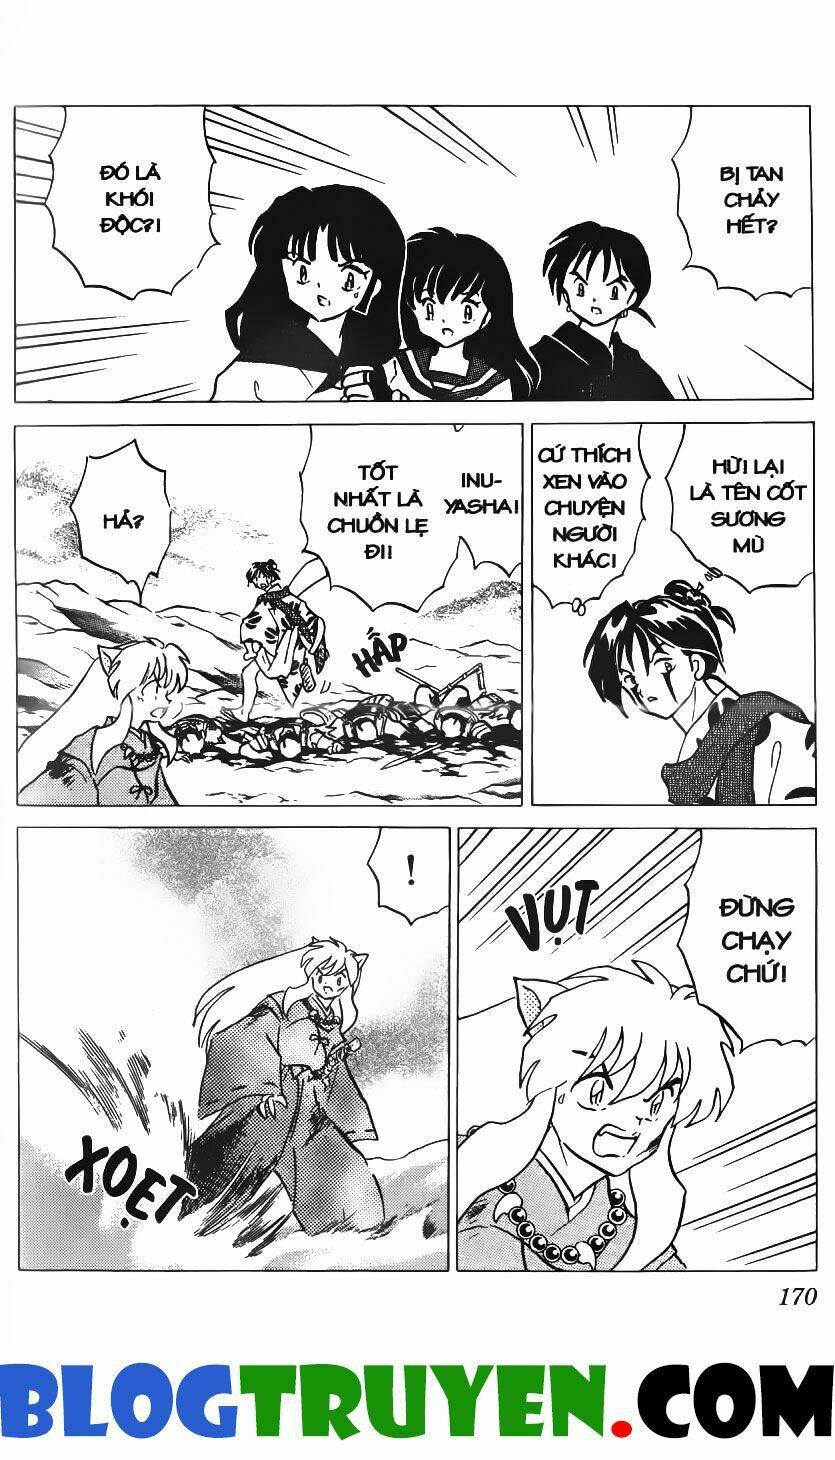 BỊ TAN
CHẢY
HẾT?
ĐÓ LÀ
KHÓI
ĐỘC?!
HỪ! LẠI
LÀ TÊN CỐT
SƯƠNG
MÙ
CỨ THÍCH
XEN VÀO
CHUYỆN
NGƯỜI
KHÁC!
INU-
YASHA!
TỐT
NHẤT LÀ
CHUỒN LẸ
ĐI!
HẢ?
HẤP
ĐỪNG
CHẠY
CHỨ!
VỤT
!
XOẸT
170
BLOGTRUYEN.COM